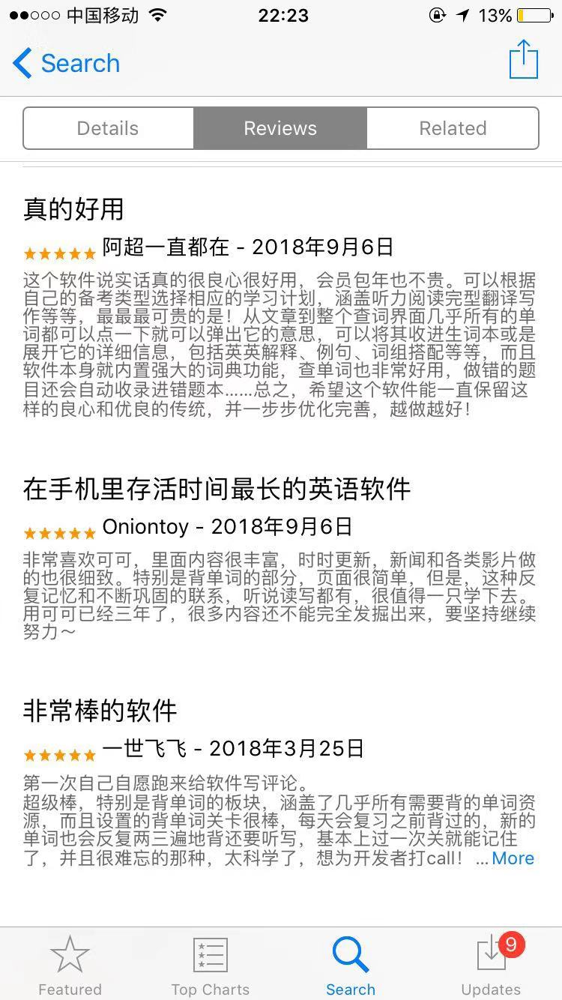 中国移动 22:23 13%
Search
Details Reviews Related
真的好用
阿超一直都在 - 2018年9月6日
这个软件说实话真的很良心很好用，会员包年也不贵。可以根据
自己的备考类型选择相应的学习计划，涵盖听力阅读完型翻译写
作等等，最最最可贵的是！从文章到整个查词界面几乎所有的单
词都可以点一下就可以弹出它的意思，可以将其收进生词本或是
展开它的详细信息，包括英英解释、例句、词组搭配等等，而且
软件本身就内置强大的词典功能，查单词也非常好用，做错的题
目还会自动收录进错题本……总之，希望这个软件能一直保留这
样的良心和优良的传统，并一步步优化完善，越做越好！
在手机里存活时间最长的英语软件
Oniontoy - 2018年9月6日
非常喜欢可可，里面内容很丰富，时时更新，新闻和各类影片做
的也很细致。特别是背单词的部分，页面很简单，但是，这种反
复记忆和不断巩固的联系，听说读写都有，很值得一只学下去。
用可可已经三年了，很多内容还不能完全发掘出来，要坚持继续
努力～
非常棒的软件
一世飞飞 - 2018年3月25日
第一次自己自愿跑来给软件写评论。
超级棒，特别是背单词的板块，涵盖了几乎所有需要背的单词资
源，而且设置的背单词关卡很棒，每天会复习之前背过的，新的
单词也会反复两三遍地背还要听写，基本上过一次关就能记住
了，并且很难忘的那种，太科学了，想为开发者打call！...More
9
Featured Top Charts Search Updates